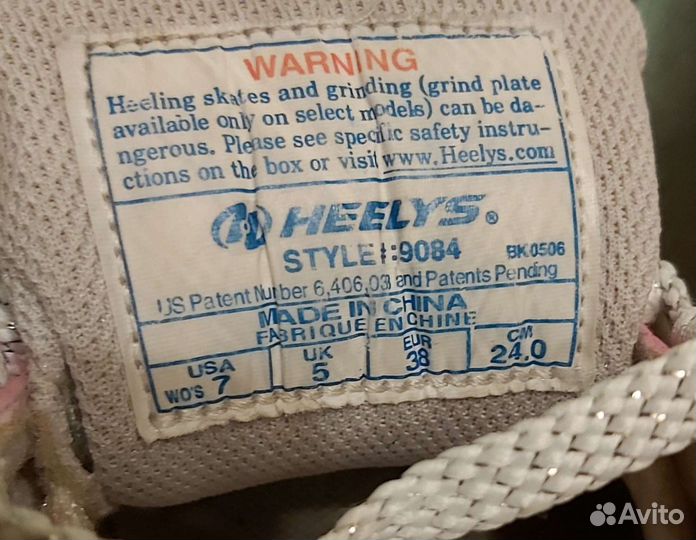 WARNING
Heeling skates and grinding (grind plate
available only on select models) can be da-
ngerous. Please see specific safety instru-
ctions on the box or visit www.Heelys.com
HEELYS®
STYLE#:9084 BK0506
US Patent Number 6,406,038 and Patents Pending
MADE IN CHINA
FABRIQUE EN CHINE
USA UK EUR CM
WO'S 7 5 38 24.0
Avito